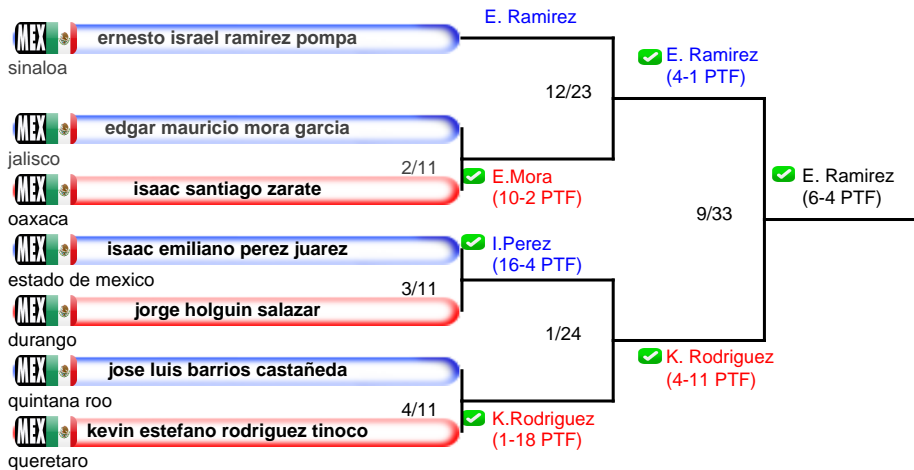 E. Ramirez
MEX ernesto israel ramirez pompa
sinaloa
E. Ramirez
(4-1 PTF)
12/23
MEX edgar mauricio mora garcia
jalisco
2/11
E.Mora
(10-2 PTF)
MEX isaac santiago zarate
oaxaca
E. Ramirez
(6-4 PTF)
9/33
MEX isaac emiliano perez juarez
estado de mexico
I.Perez
(16-4 PTF)
3/11
MEX jorge holguin salazar
durango
1/24
K. Rodriguez
(4-11 PTF)
MEX jose luis barrios castañeda
quintana roo
4/11
K.Rodriguez
(1-18 PTF)
MEX kevin estefano rodriguez tinoco
queretaro